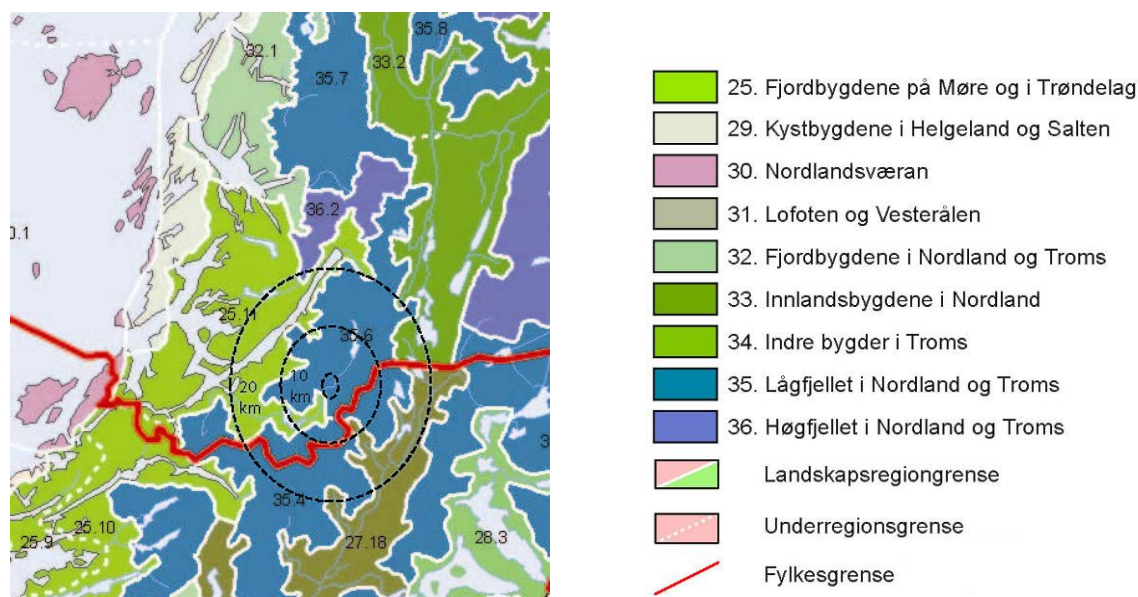 32.1
35.7
33.2
35.8
36.2
25.11
35.6
20
km
10
km
35.4
25.10
25.9
27.18
28.3
25. Fjordbygdene på Møre og i Trøndelag
29. Kystbygdene i Helgeland og Salten
30. Nordlandsværan
31. Lofoten og Vesterålen
32. Fjordbygdene i Nordland og Troms
33. Innlandsbygdene i Nordland
34. Indre bygder i Troms
35. Lågfjellet i Nordland og Troms
36. Høgfjellet i Nordland og Troms
Landskapsregiongrense
Underregionsgrense
Fylkesgrense